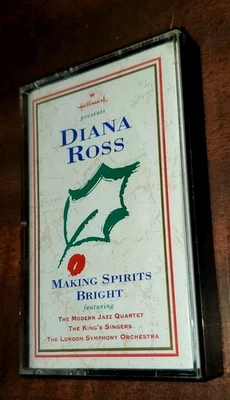 Hallmark
presents
DIANA
ROSS
MAKING SPIRITS
BRIGHT
featuring
THE MODERN JAZZ QUARTET
THE KING'S SINGERS
THE LONDON SYMPHONY ORCHESTRA